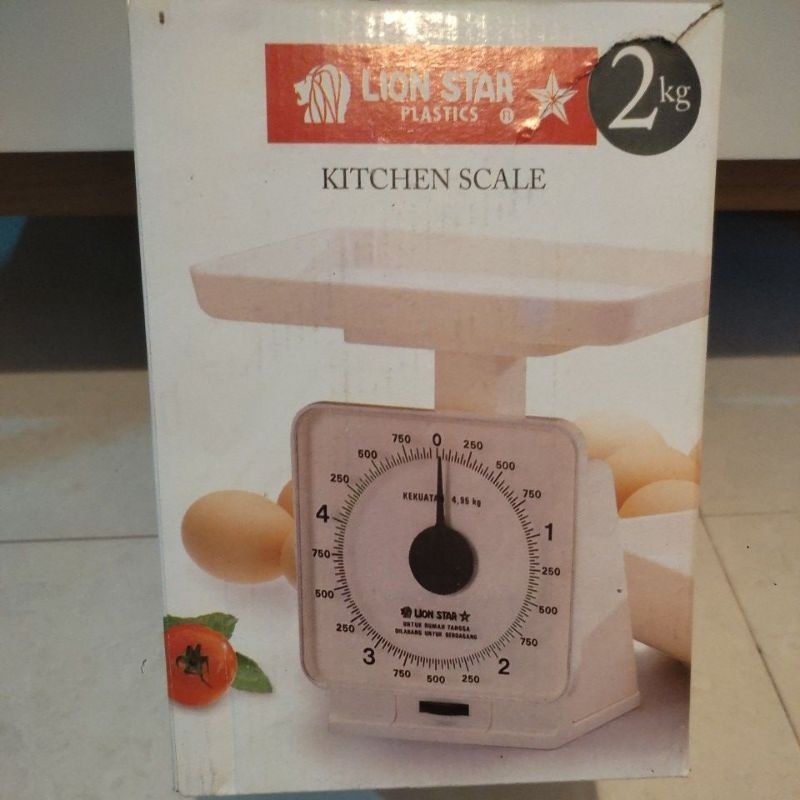 LION STAR
PLASTICS R
2kg
KITCHEN SCALE
0
250
500
750
1
250
500
750
2
250
500
750
3
250
500
750
4
250
500
750
KEKUATAN 4,95 kg
LION STAR
UNTUK RUMAH TANGGA
DILARANG UNTUK BERDAGANG